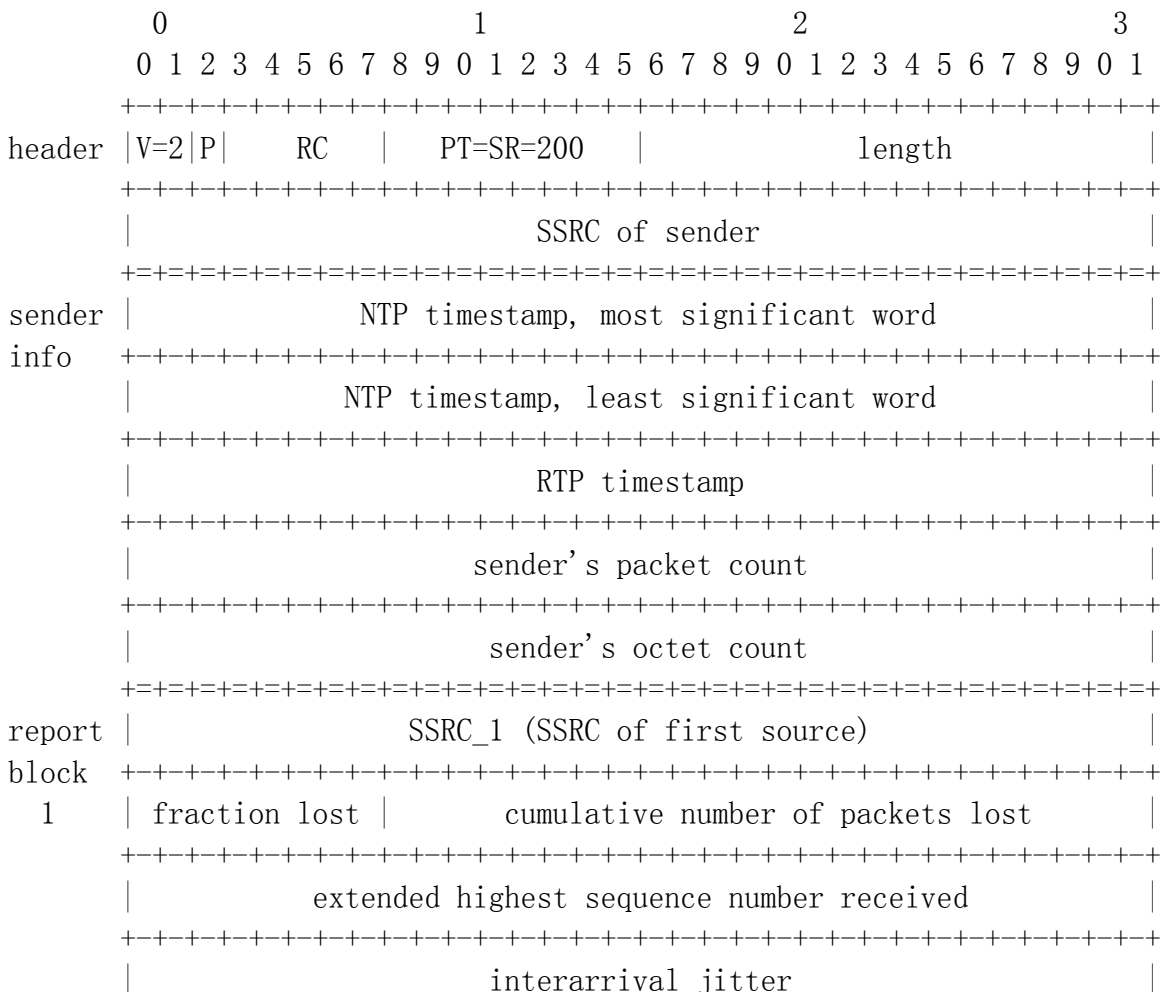 0                   1                   2                   3
        0 1 2 3 4 5 6 7 8 9 0 1 2 3 4 5 6 7 8 9 0 1 2 3 4 5 6 7 8 9 0 1
       +-+-+-+-+-+-+-+-+-+-+-+-+-+-+-+-+-+-+-+-+-+-+-+-+-+-+-+-+-+-+-+-+
header |V=2|P|    RC   |   PT=SR=200   |             length            |
       +-+-+-+-+-+-+-+-+-+-+-+-+-+-+-+-+-+-+-+-+-+-+-+-+-+-+-+-+-+-+-+-+
       |                         SSRC of sender                        |
       +=+=+=+=+=+=+=+=+=+=+=+=+=+=+=+=+=+=+=+=+=+=+=+=+=+=+=+=+=+=+=+=+
sender |              NTP timestamp, most significant word             |
info   +-+-+-+-+-+-+-+-+-+-+-+-+-+-+-+-+-+-+-+-+-+-+-+-+-+-+-+-+-+-+-+-+
       |             NTP timestamp, least significant word             |
       +-+-+-+-+-+-+-+-+-+-+-+-+-+-+-+-+-+-+-+-+-+-+-+-+-+-+-+-+-+-+-+-+
       |                         RTP timestamp                         |
       +-+-+-+-+-+-+-+-+-+-+-+-+-+-+-+-+-+-+-+-+-+-+-+-+-+-+-+-+-+-+-+-+
       |                     sender's packet count                     |
       +-+-+-+-+-+-+-+-+-+-+-+-+-+-+-+-+-+-+-+-+-+-+-+-+-+-+-+-+-+-+-+-+
       |                      sender's octet count                     |
       +=+=+=+=+=+=+=+=+=+=+=+=+=+=+=+=+=+=+=+=+=+=+=+=+=+=+=+=+=+=+=+=+
report |                 SSRC_1 (SSRC of first source)                 |
block  +-+-+-+-+-+-+-+-+-+-+-+-+-+-+-+-+-+-+-+-+-+-+-+-+-+-+-+-+-+-+-+-+
  1    | fraction lost |       cumulative number of packets lost       |
       +-+-+-+-+-+-+-+-+-+-+-+-+-+-+-+-+-+-+-+-+-+-+-+-+-+-+-+-+-+-+-+-+
       |           extended highest sequence number received           |
       +-+-+-+-+-+-+-+-+-+-+-+-+-+-+-+-+-+-+-+-+-+-+-+-+-+-+-+-+-+-+-+-+
       |                      interarrival jitter                      |